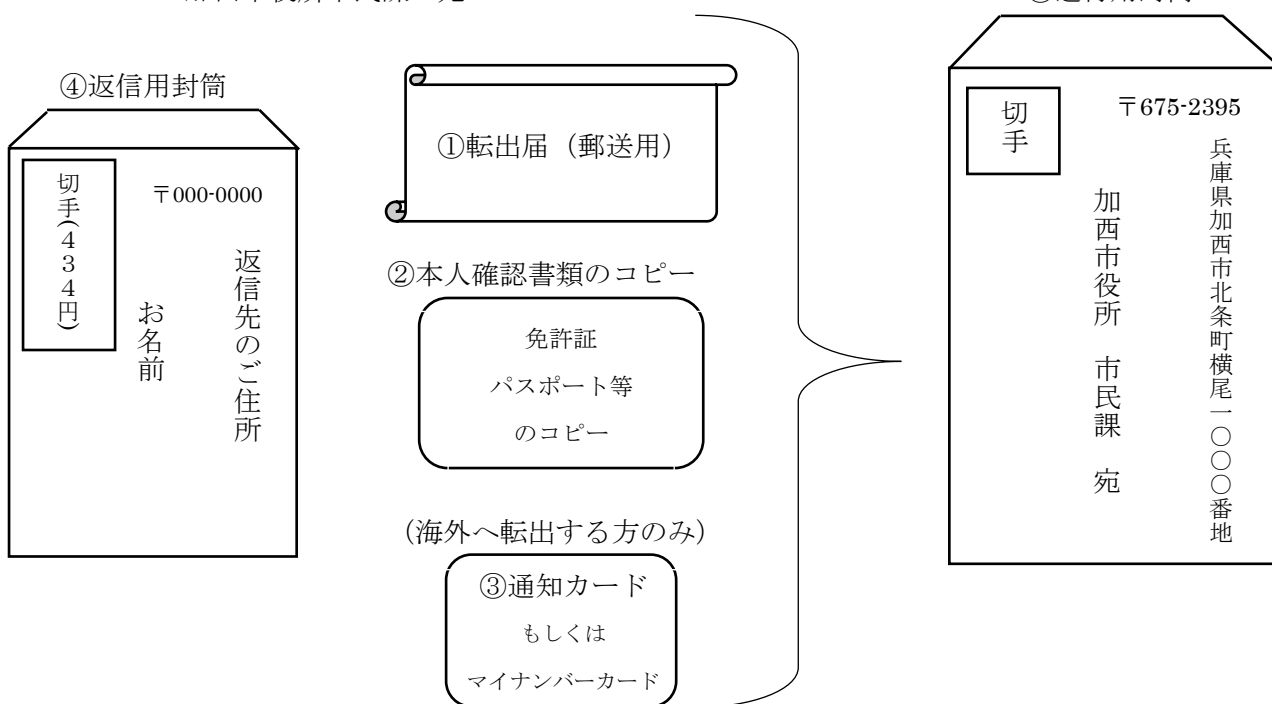 ④返信用封筒
切手(434円)
〒000-0000
返信先のご住所
お名前
①転出届（郵送用）
②本人確認書類のコピー
免許証
パスポート等
のコピー
(海外へ転出する方のみ)
③通知カード
もしくは
マイナンバーカード
切手
〒675-2395
兵庫県加西市北条町横尾一〇〇〇番地
加西市役所　市民課　宛